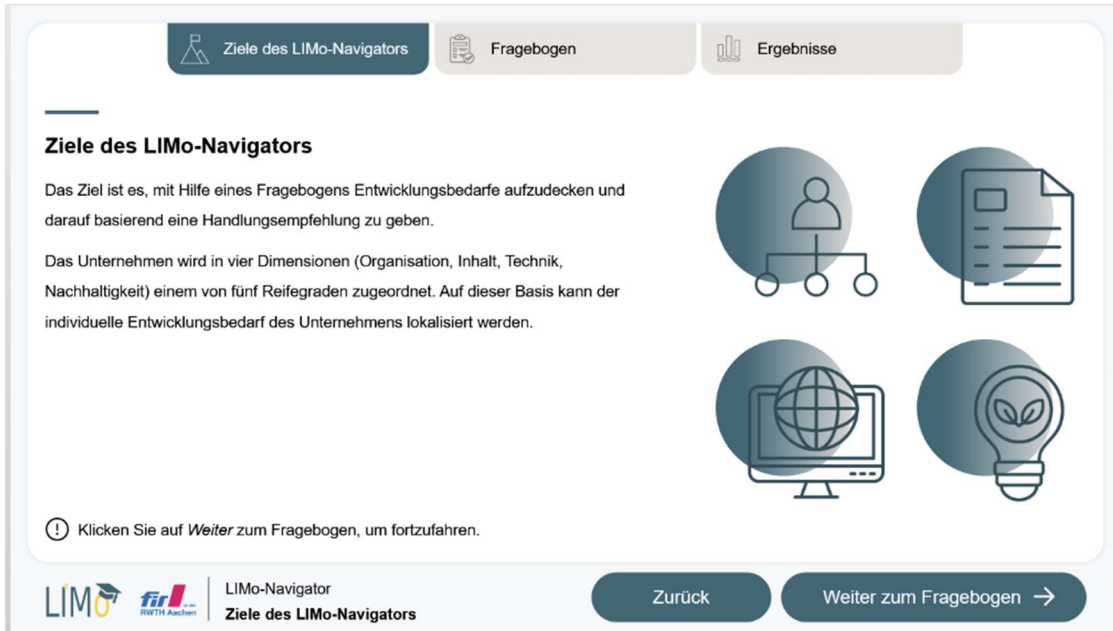 Ziele des LIMo-Navigators
Fragebogen
Ergebnisse
Ziele des LIMo-Navigators
Das Ziel ist es, mit Hilfe eines Fragebogens Entwicklungsbedarfe aufzudecken und
darauf basierend eine Handlungsempfehlung zu geben.
Das Unternehmen wird in vier Dimensionen (Organisation, Inhalt, Technik,
Nachhaltigkeit) einem von fünf Reifegraden zugeordnet. Auf dieser Basis kann der
individuelle Entwicklungsbedarf des Unternehmens lokalisiert werden.
Klicken Sie auf Weiter zum Fragebogen, um fortzufahren.
LIMo
fir
RWTH Aachen
LIMo-Navigator
Ziele des LIMo-Navigators
Zurück
Weiter zum Fragebogen